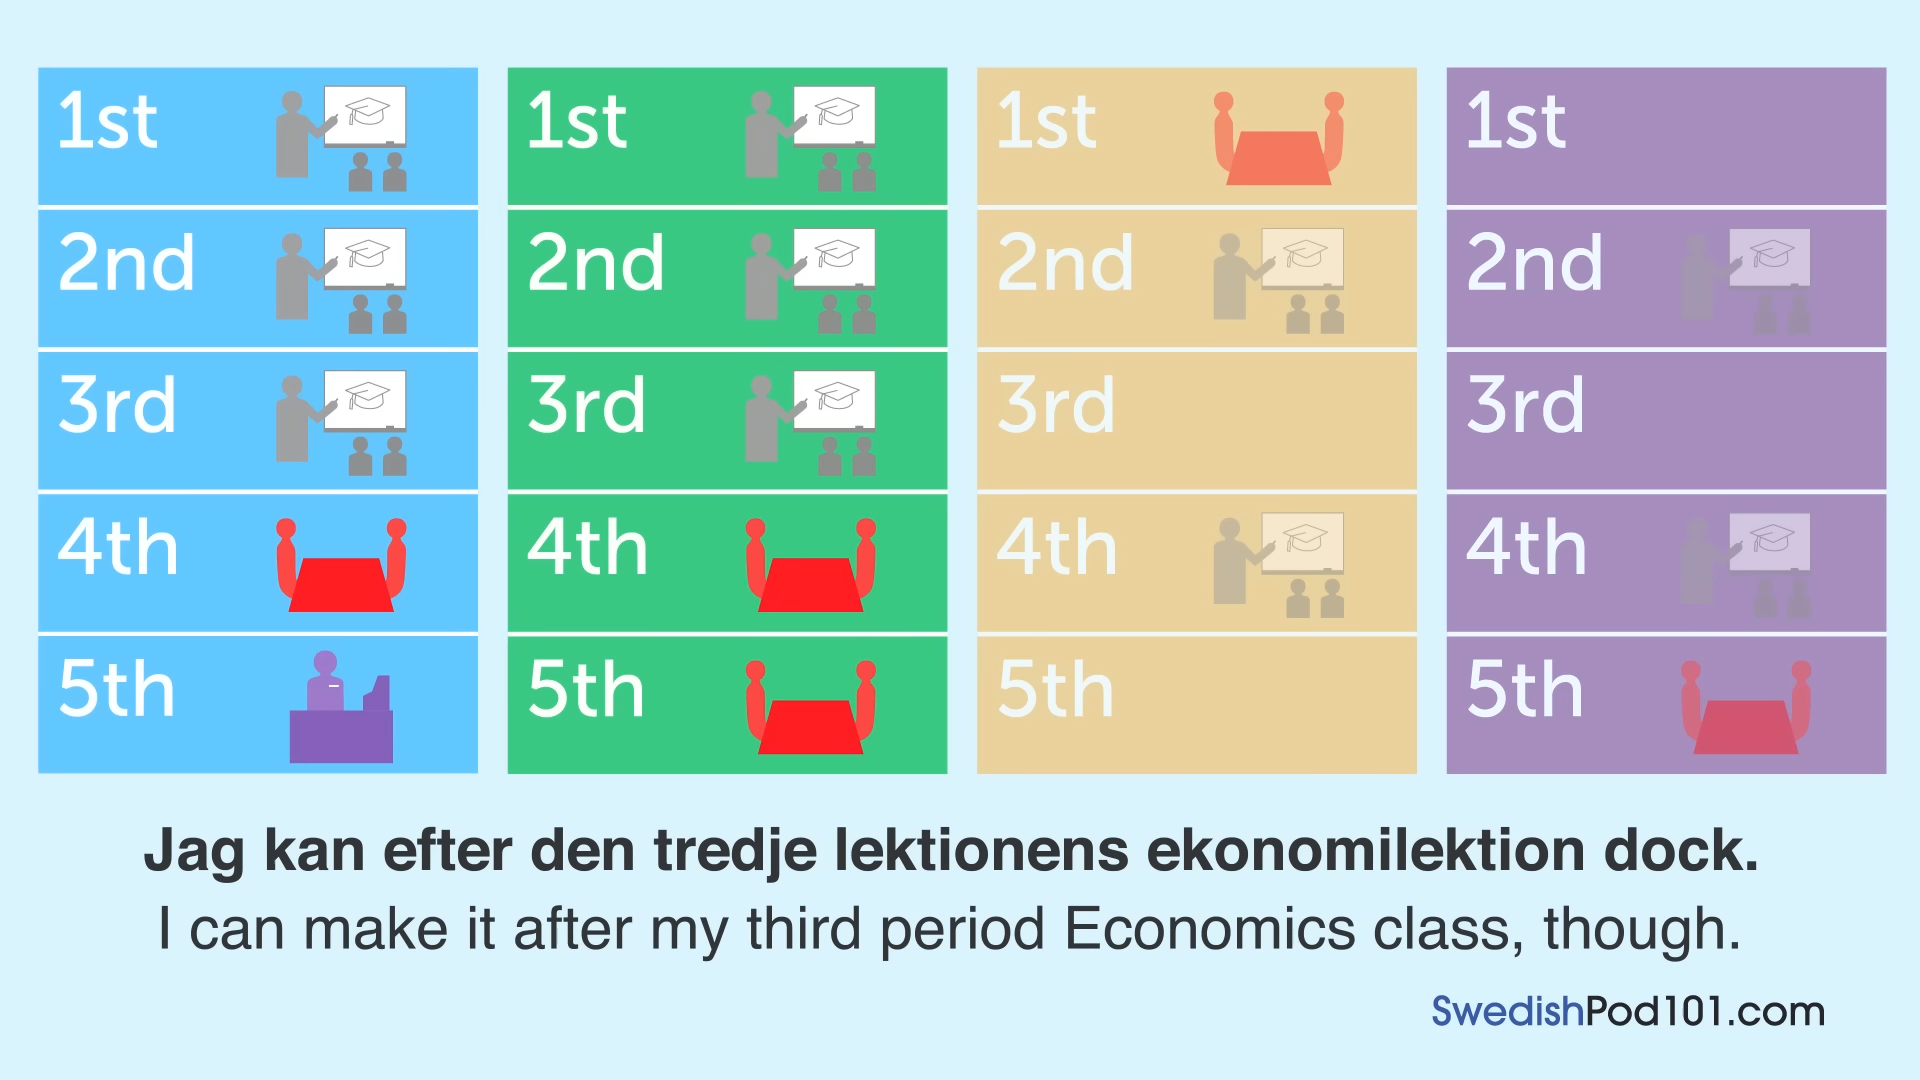 1st 1st 1st 1st
2nd 2nd 2nd 2nd
3rd 3rd 3rd 3rd
4th 4th 4th 4th
5th 5th 5th 5th
Jag kan efter den tredje lektionens ekonomilektion dock.
I can make it after my third period Economics class, though.
SwedishPod101.com